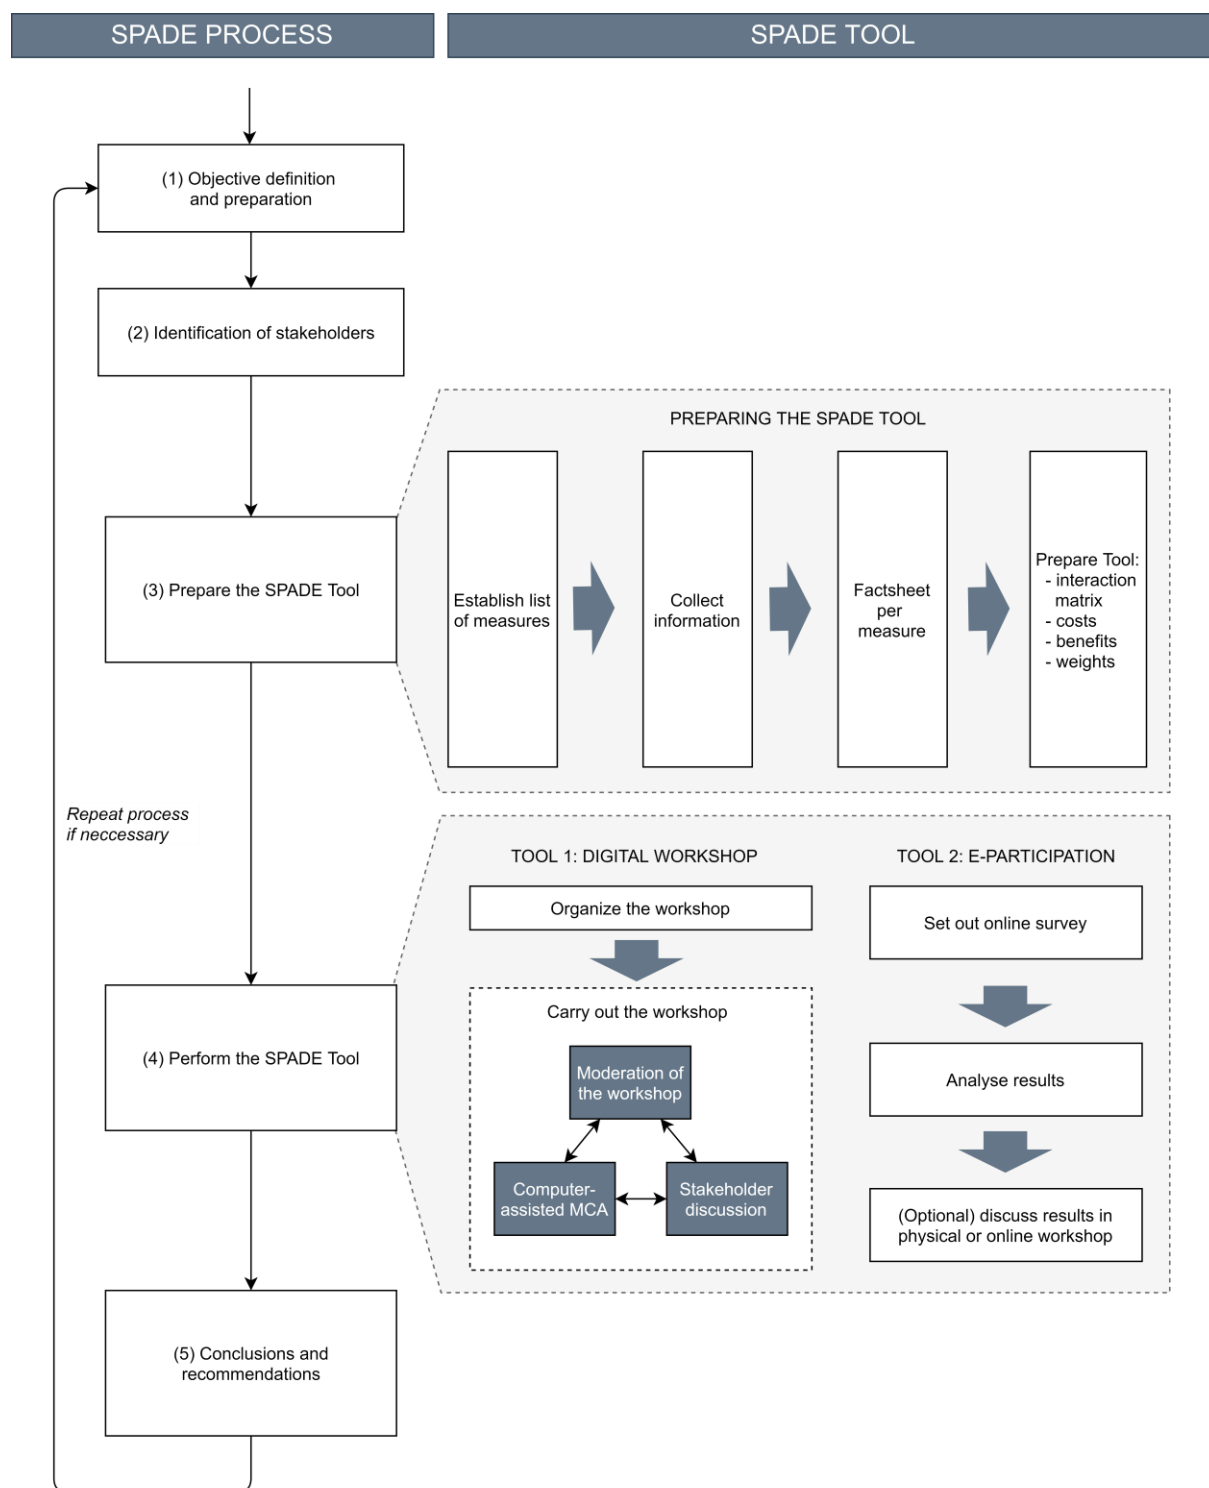 SPADE PROCESS
SPADE TOOL
(1) Objective definition
and preparation
(2) Identification of stakeholders
(3) Prepare the SPADE Tool
PREPARING THE SPADE TOOL
Establish list
of measures
Collect
information
Factsheet
per
measure
Prepare Tool:
- interaction
matrix
- costs
- benefits
- weights
Repeat process
if neccessary
(4) Perform the SPADE Tool
TOOL 1: DIGITAL WORKSHOP
Organize the workshop
Carry out the workshop
Moderation of
the workshop
Computer-
assisted MCA
Stakeholder
discussion
TOOL 2: E-PARTICIPATION
Set out online survey
Analyse results
(Optional) discuss results in
physical or online workshop
(5) Conclusions and
recommendations